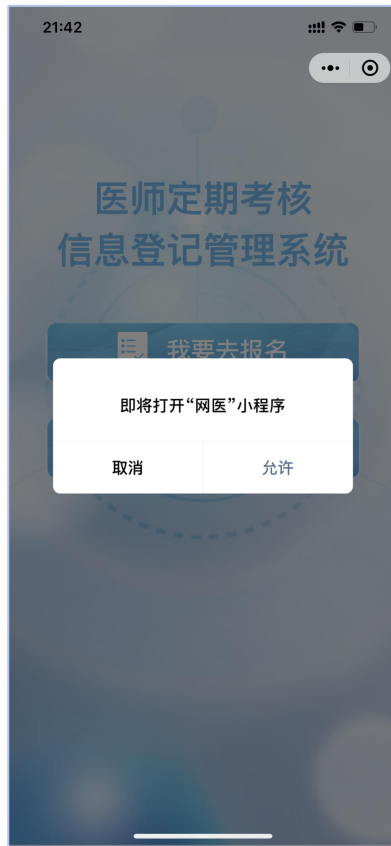 21:42
医师定期考核
信息登记管理系统
我要去报名
即将打开“网医”小程序
取消
允许